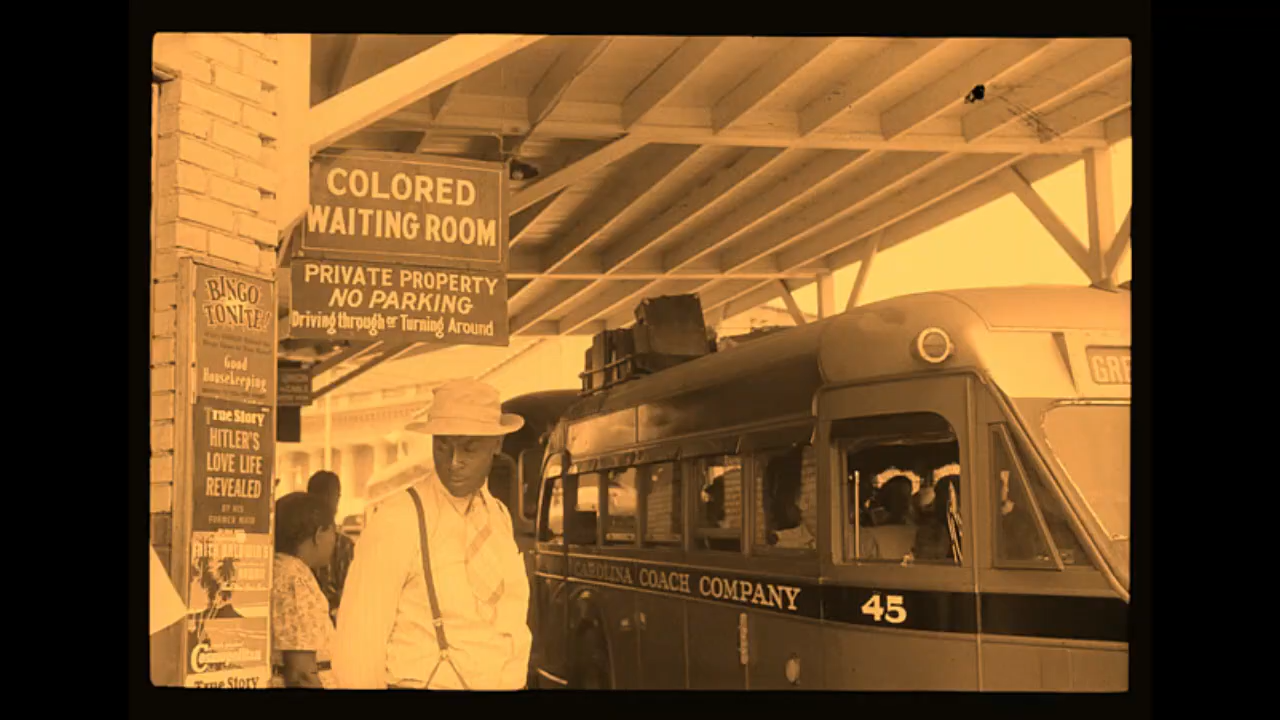 COLORED
WAITING ROOM
PRIVATE PROPERTY
NO PARKING
Driving through or Turning Around
BINGO
TONITE!
Good
Housekeeping
True Story
HITLER'S
LOVE LIFE
REVEALED
BY HIS
FORMER MAID
Cosmopolitan
True Story
CAROLINA COACH COMPANY
45